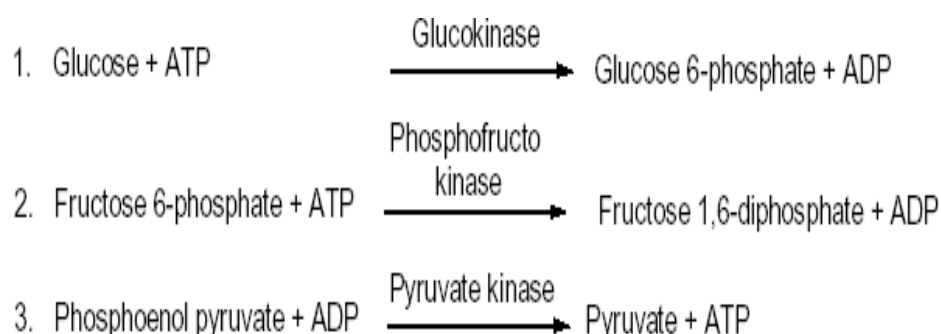 Glucokinase
1. Glucose + ATP Glucose 6-phosphate + ADP
Phosphofructo
kinase
2. Fructose 6-phosphate + ATP Fructose 1,6-diphosphate + ADP
Pyruvate kinase
3. Phosphoenol pyruvate + ADP Pyruvate + ATP